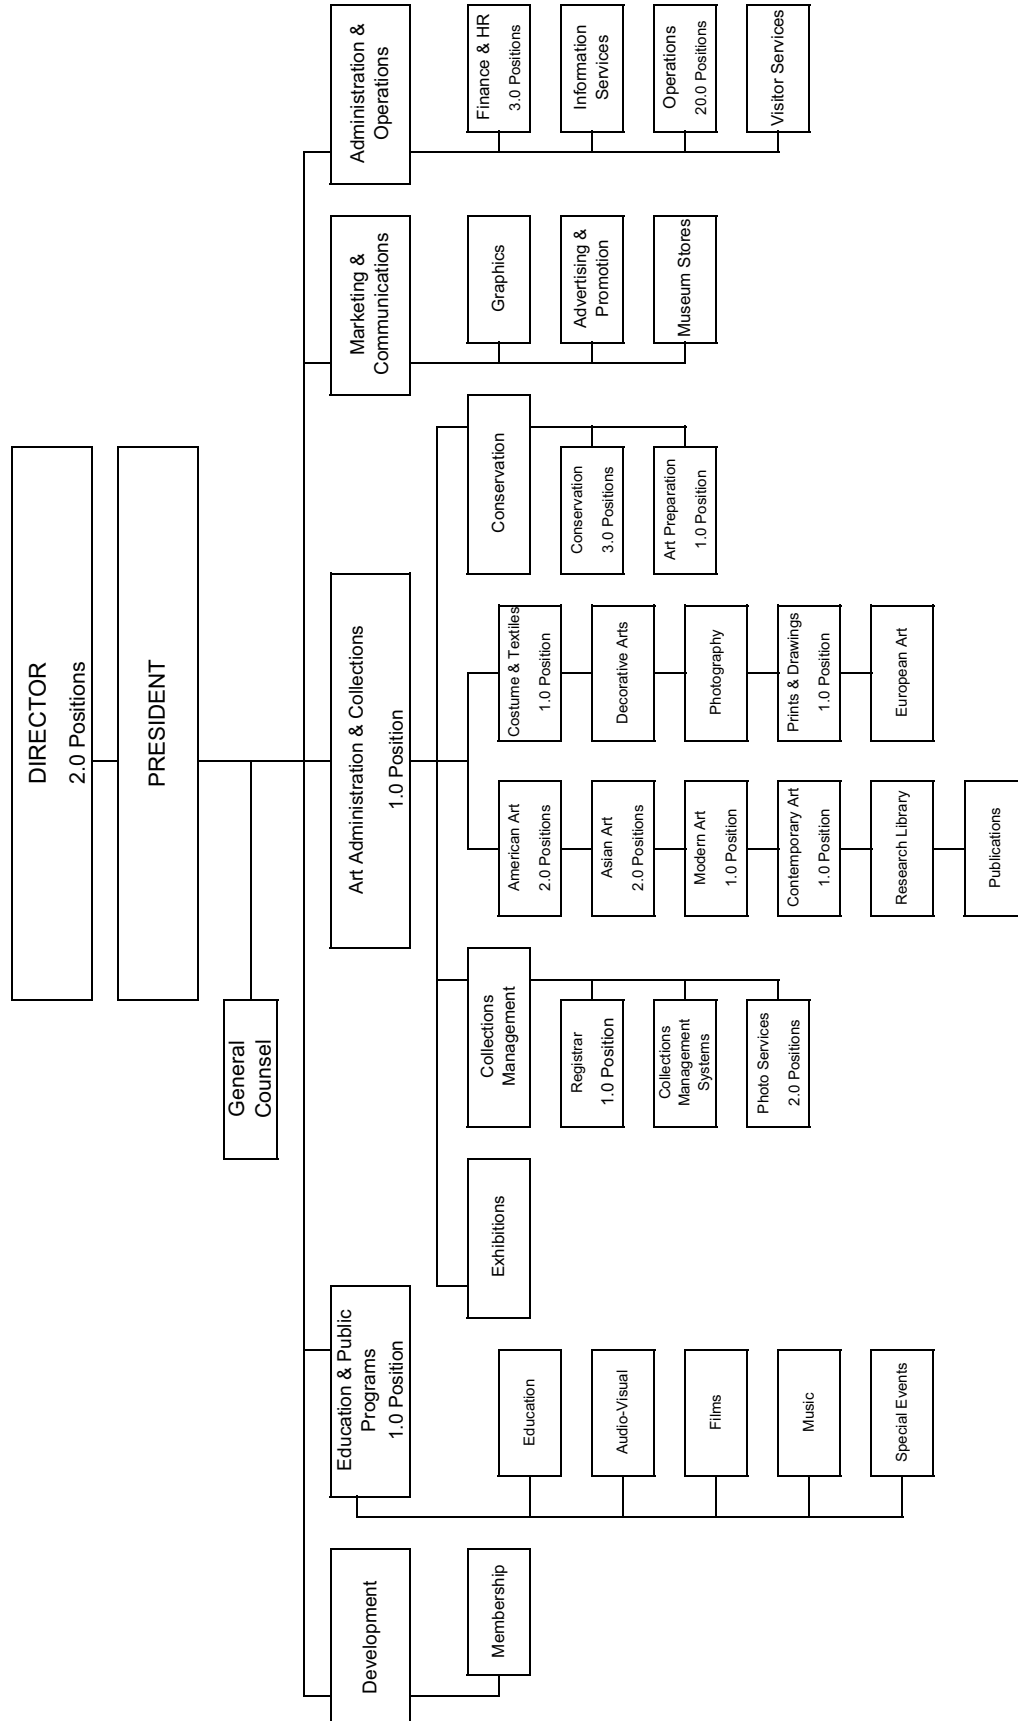 DIRECTOR
2.0 Positions
PRESIDENT
General
Counsel
Development
Membership
Education & Public
Programs
1.0 Position
Education
Audio-Visual
Films
Music
Special Events
Art Administration & Collections
1.0 Position
Exhibitions
Collections
Management
Registrar
1.0 Position
Collections
Management
Systems
Photo Services
2.0 Positions
American Art
2.0 Positions
Asian Art
2.0 Positions
Modern Art
1.0 Position
Contemporary Art
1.0 Position
Research Library
Publications
Costume & Textiles
1.0 Position
Decorative Arts
Photography
Prints & Drawings
1.0 Position
European Art
Conservation
Conservation
3.0 Positions
Art Preparation
1.0 Position
Marketing &
Communications
Graphics
Advertising &
Promotion
Museum Stores
Administration &
Operations
Finance & HR
3.0 Positions
Information
Services
Operations
20.0 Positions
Visitor Services